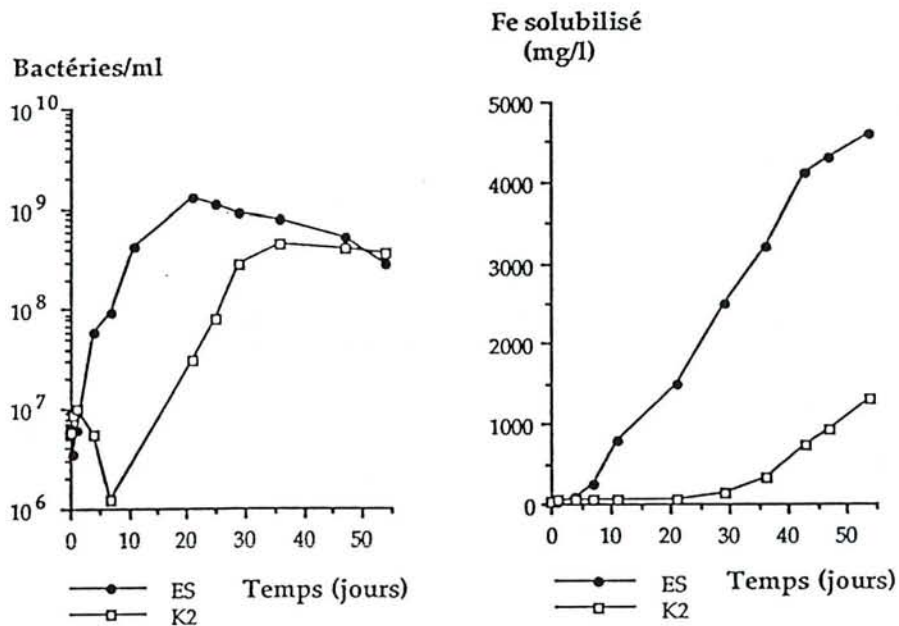 Bactéries/ml
10^10
10^9
10^8
10^7
10^6
0 10 20 30 40 50
Temps (jours)
ES
K2
Fe solubilisé
(mg/l)
5000
4000
3000
2000
1000
0
0 10 20 30 40 50
Temps (jours)
ES
K2